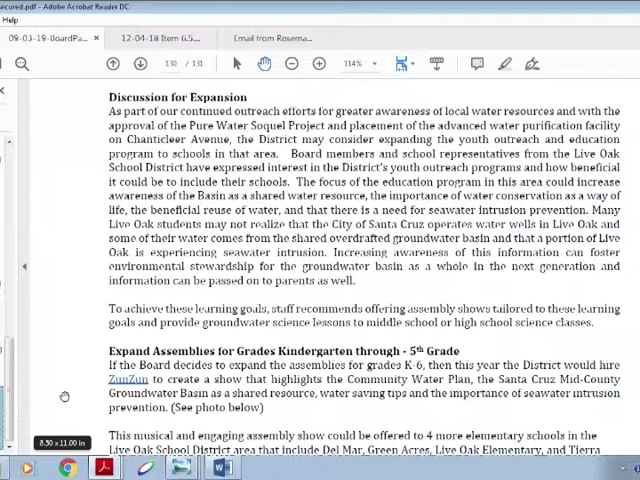 secured.pdf - Adobe Acrobat Reader DC
Help
09-03-19-BoardPa... × 12-04-18 Item 6.5... Email from Rosema...
130 / 131 114%
Discussion for Expansion
As part of our continued outreach efforts for greater awareness of local water resources and with the
approval of the Pure Water Soquel Project and placement of the advanced water purification facility
on Chanticleer Avenue, the District may consider expanding the youth outreach and education
program to schools in that area. Board members and school representatives from the Live Oak
School District have expressed interest in the District's youth outreach programs and how beneficial
it could be to include their schools. The focus of the education program in this area could increase
awareness of the Basin as a shared water resource, the importance of water conservation as a way of
life, the beneficial reuse of water, and that there is a need for seawater intrusion prevention. Many
Live Oak students may not realize that the City of Santa Cruz operates water wells in Live Oak and
some of their water comes from the shared overdrafted groundwater basin and that a portion of Live
Oak is experiencing seawater intrusion. Increasing awareness of this information can foster
environmental stewardship for the groundwater basin as a whole in the next generation and
information can be passed on to parents as well.
To achieve these learning goals, staff recommends offering assembly shows tailored to these learning
goals and provide groundwater science lessons to middle school or high school science classes.
Expand Assemblies for Grades Kindergarten through - 5th Grade
If the Board decides to expand the assemblies for grades K-6, then this year the District would hire
ZunZun to create a show that highlights the Community Water Plan, the Santa Cruz Mid-County
Groundwater Basin as a shared resource, water saving tips and the importance of seawater intrusion
prevention. (See photo below)
8.50 x 11.00 in
This musical and engaging assembly show could be offered to 4 more elementary schools in the
Live Oak School District area that include Del Mar, Green Acres, Live Oak Elementary, and Tierra